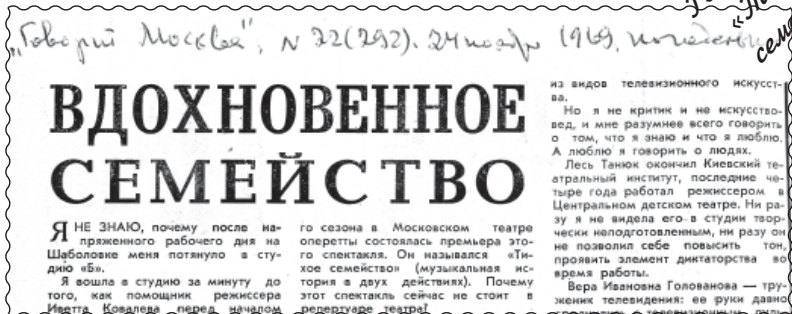 „Говорит Москва", N 22(292). 24 1969,
ВДОХНОВЕННОЕ
СЕМЕЙСТВО
Я НЕ ЗНАЮ, почему после на-
пряженного рабочего дня на
Шаболовке меня потянуло в сту-
дию «Б».
Я вошла в студию за минуту до
того, как помощник режиссера
Иветта Ковалева перед началом
го сезона в Московском театре
оперетты состоялась премьера это-
го спектакля. Он назывался «Ти-
хое семейство» (музыкальная ис-
тория в двух действиях). Почему
этот спектакль сейчас не стоит в
репертуаре театра?
из видов телевизионного искусст-
ва.
Но я не критик и не искусство-
вед, и мне разумнее всего говорить
о том, что я знаю и что я люблю.
А люблю я говорить о людях.
Лесь Танюк окончил Киевский те-
атральный институт, последние че-
тыре года работал режиссером в
Центральном детском театре. Ни ра-
зу я не видела его в студии твор-
чески неподготовленным, ни разу он
не позволил себе повысить тон,
проявить элемент диктаторства во
время работы.
Вера Ивановна Голованова — тру-
женик телевидения: ее руки давно